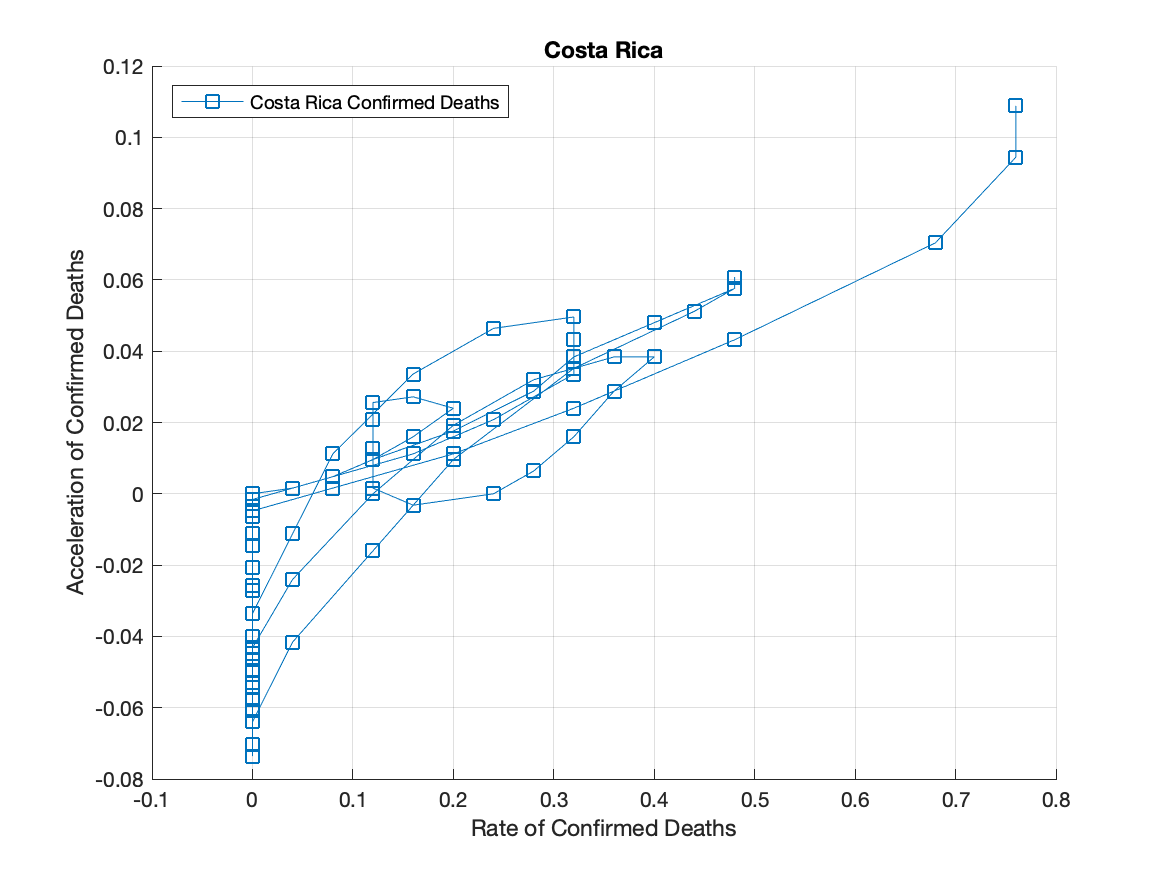 Costa Rica
0.12
Costa Rica Confirmed Deaths
0.1
0.08
0.06
0.04
0.02
0
-0.02
-0.04
-0.06
-0.08
Acceleration of Confirmed Deaths
-0.1 0 0.1 0.2 0.3 0.4 0.5 0.6 0.7 0.8
Rate of Confirmed Deaths